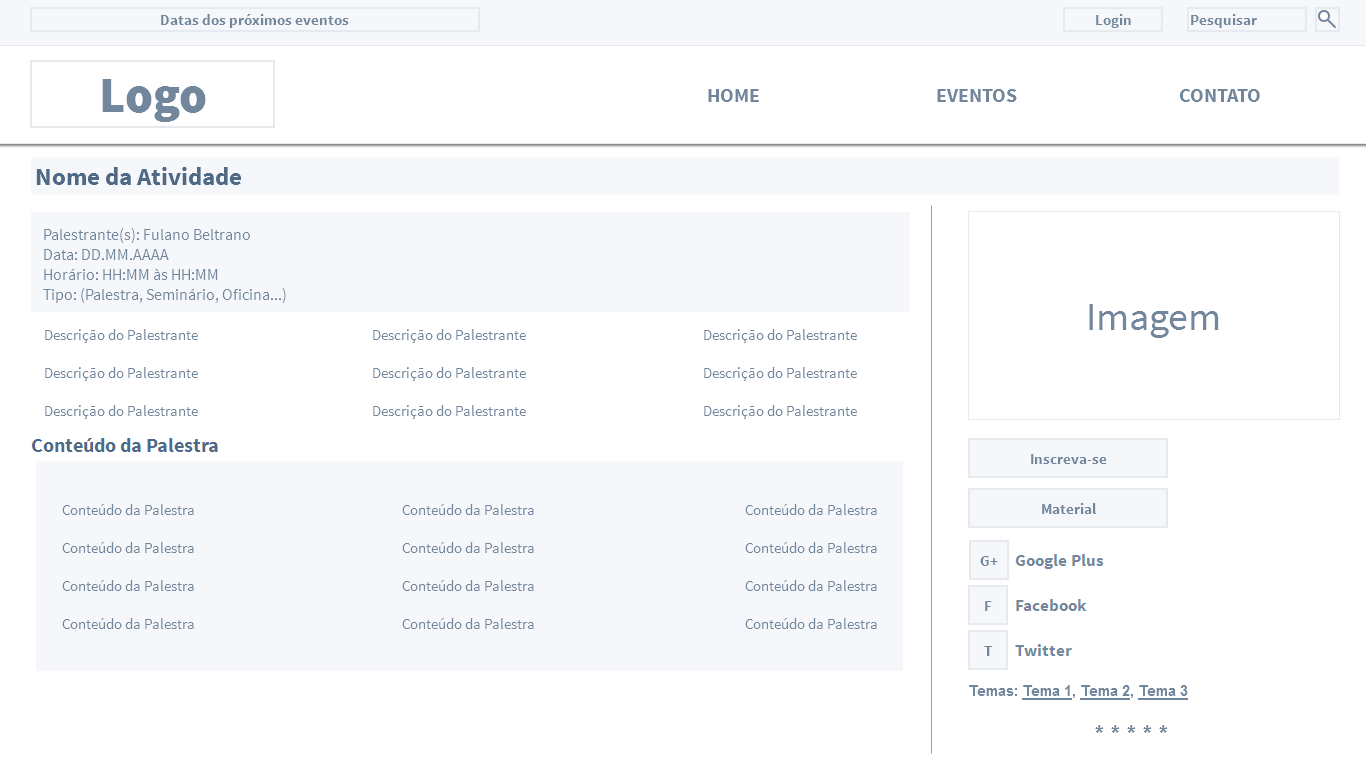 Datas dos próximos eventos
Login
Pesquisar
Logo
HOME
EVENTOS
CONTATO
Nome da Atividade
Palestrante(s): Fulano Beltrano
Data: DD.MM.AAAA
Horário: HH:MM às HH:MM
Tipo: (Palestra, Seminário, Oficina...)
Descrição do Palestrante Descrição do Palestrante Descrição do Palestrante
Descrição do Palestrante Descrição do Palestrante Descrição do Palestrante
Descrição do Palestrante Descrição do Palestrante Descrição do Palestrante
Conteúdo da Palestra
Conteúdo da Palestra Conteúdo da Palestra Conteúdo da Palestra
Conteúdo da Palestra Conteúdo da Palestra Conteúdo da Palestra
Conteúdo da Palestra Conteúdo da Palestra Conteúdo da Palestra
Conteúdo da Palestra Conteúdo da Palestra Conteúdo da Palestra
Imagem
Inscreva-se
Material
G+ Google Plus
F Facebook
T Twitter
Temas: Tema 1, Tema 2, Tema 3
* * * * *